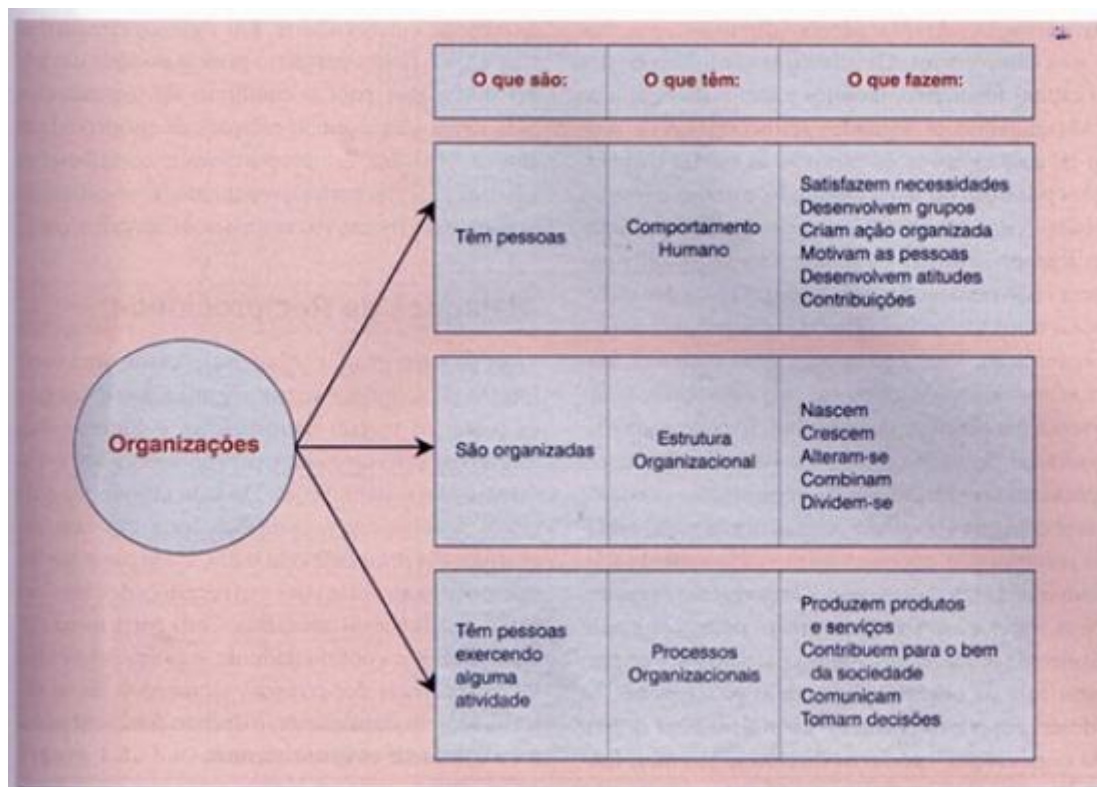 O que são:
O que têm:
O que fazem:
Têm pessoas
Comportamento
Humano
Satisfazem necessidades
Desenvolvem grupos
Criam ação organizada
Motivam as pessoas
Desenvolvem atitudes
Contribuições
Organizações
São organizadas
Estrutura
Organizacional
Nascem
Crescem
Alteram-se
Combinam
Dividem-se
Têm pessoas
exercendo
alguma
atividade
Processos
Organizacionais
Produzem produtos
e serviços
Contribuem para o bem
da sociedade
Comunicam
Tomam decisões